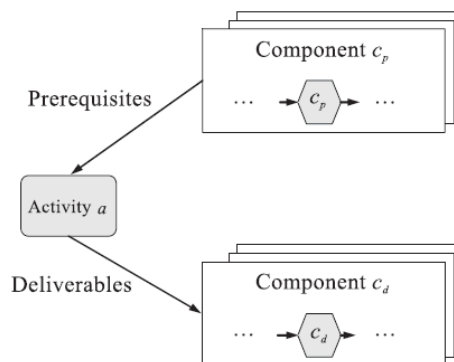 Component c_p
... c_p ...
Prerequisites
Activity a
Deliverables
Component c_d
... c_d ...